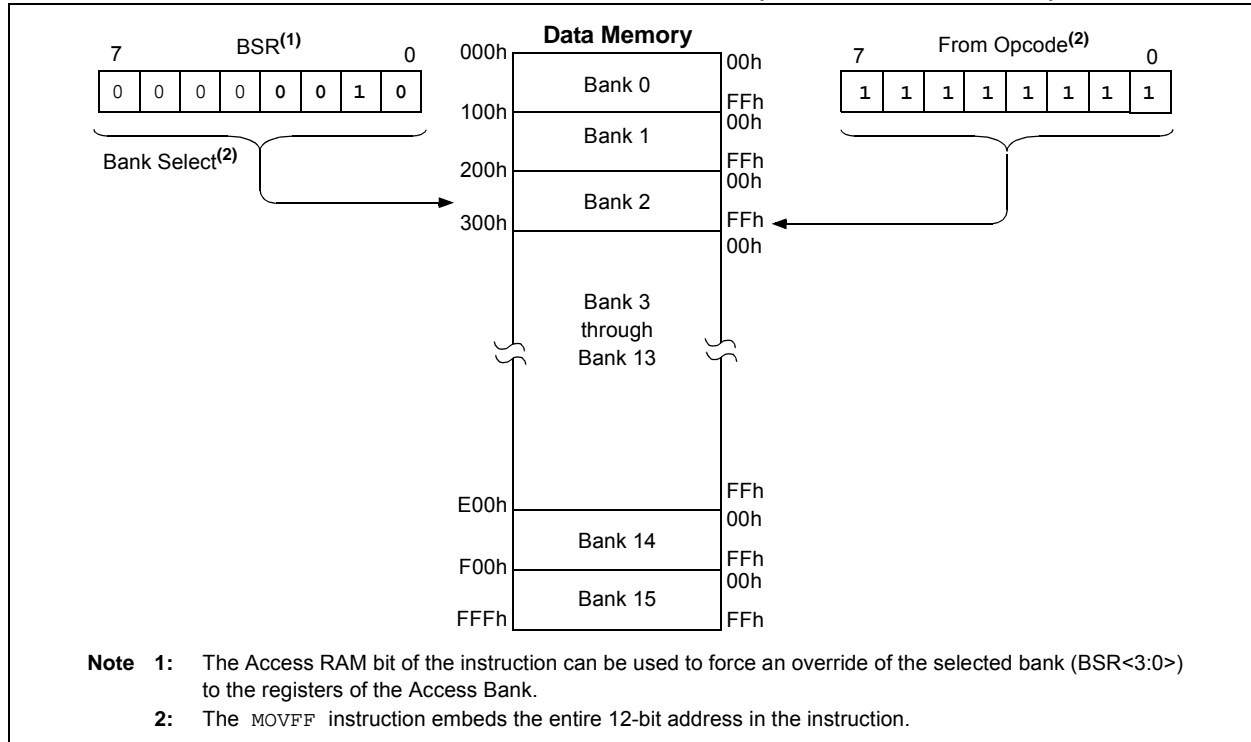 Data Memory
7 BSR(1) 0
0 0 0 0 0 0 1 0
Bank Select(2)
7 From Opcode(2) 0
1 1 1 1 1 1 1 1
000h 00h
Bank 0
FFh
100h 00h
Bank 1
FFh
200h 00h
Bank 2
300h FFh
00h
Bank 3
through
Bank 13
FFh
E00h 00h
Bank 14
FFh
F00h 00h
Bank 15
FFFh FFh
Note 1: The Access RAM bit of the instruction can be used to force an override of the selected bank (BSR<3:0>)
to the registers of the Access Bank.
2: The MOVFF instruction embeds the entire 12-bit address in the instruction.